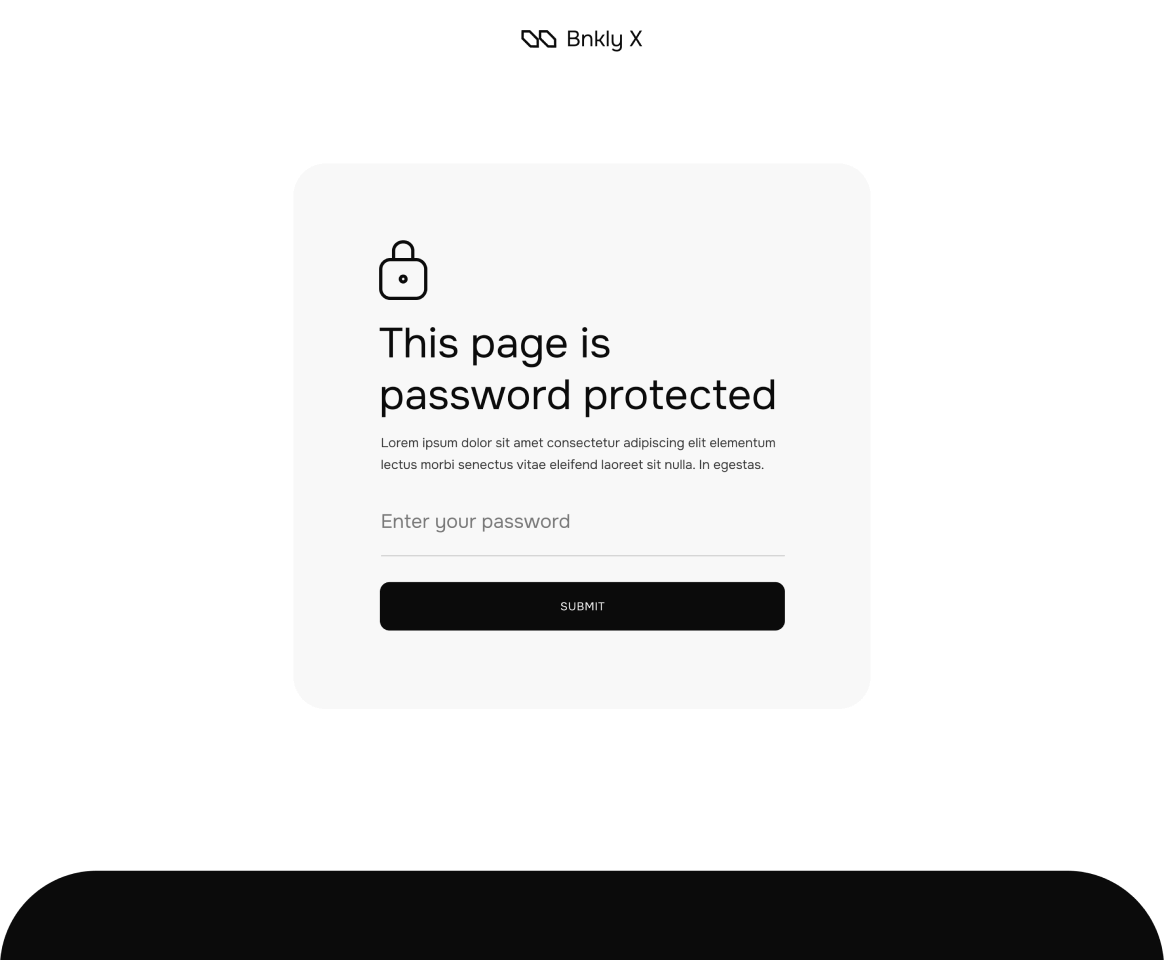 Bnkly X
This page is
password protected
Lorem ipsum dolor sit amet consectetur adipiscing elit elementum
lectus morbi senectus vitae eleifend laoreet sit nulla. In egestas.
Enter your password
SUBMIT